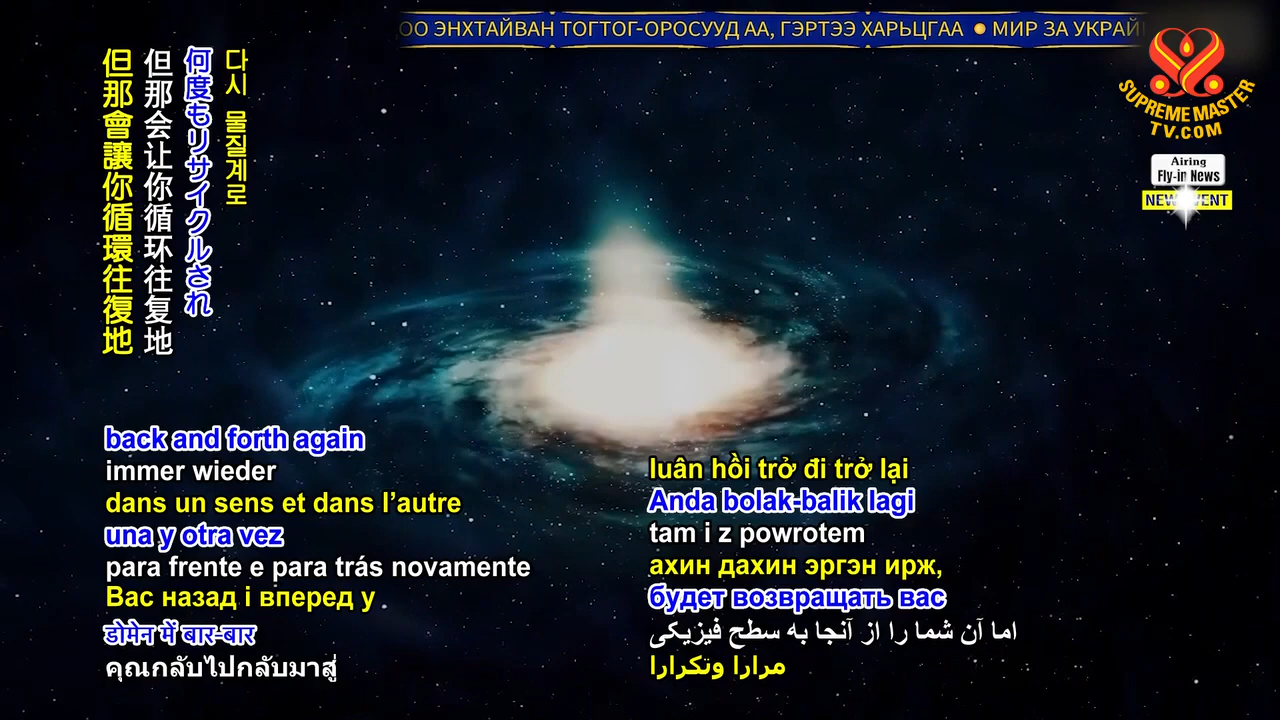 ОО ЭНХТАЙВАН ТОГТОГ-ОРОСУУД АА, ГЭРТЭЭ ХАРЬЦГАА МИР ЗА УКРАЙ
SUPREME MASTER
TV.COM
Airing
Fly-in News
다시 물질계로
何度もリサイクルされ
但那会让你循环往复地
但那會讓你循環往復地
back and forth again
immer wieder
dans un sens et dans l’autre
una y otra vez
para frente e para trás novamente
Вас назад і вперед у
डोमेन में बार-बार
คุณกลับไปกลับมาสู่
luân hồi trở đi trở lại
Anda bolak-balik lagi
tam i z powrotem
ахин дахин эргэн ирж,
будет возвращать вас
اما آن شما را از آنجا به سطح فیزیکی
مرارا وتكرارا